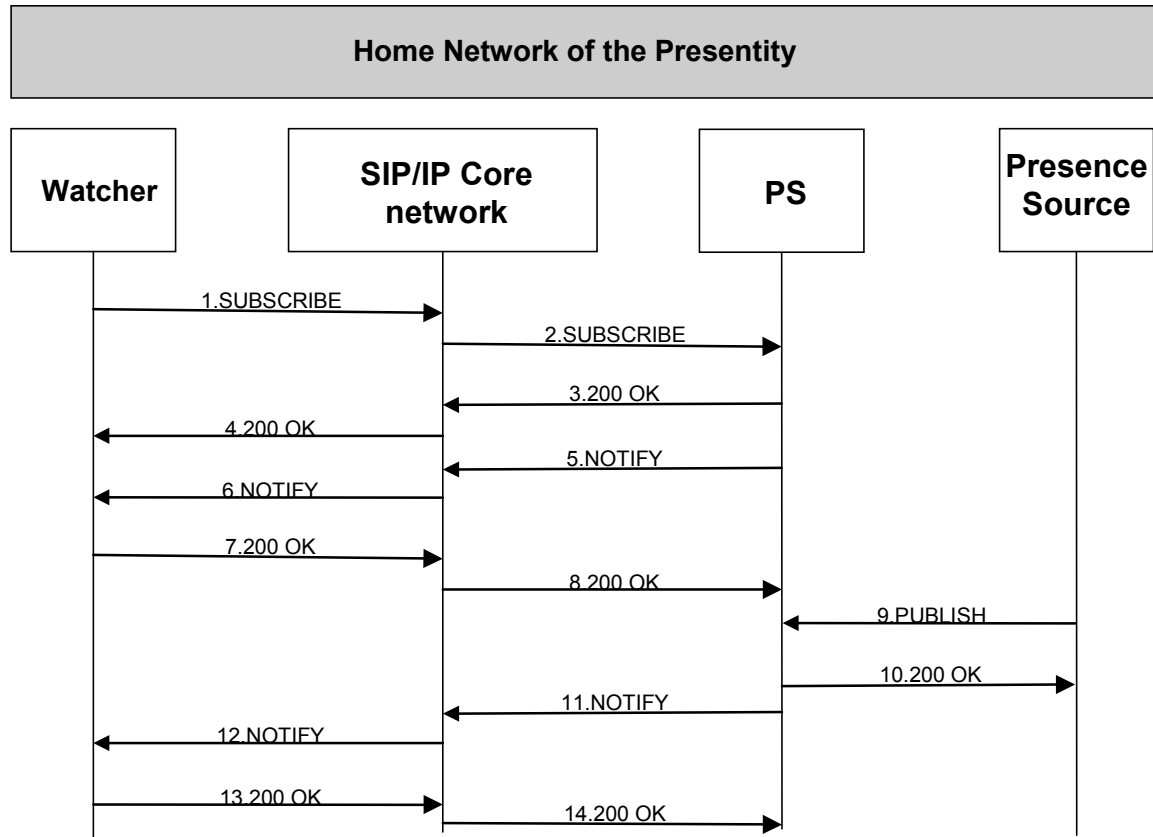 Home Network of the Presentity
Watcher
SIP/IP Core
network
PS
Presence
Source
1.SUBSCRIBE
2.SUBSCRIBE
3.200 OK
4.200 OK
5.NOTIFY
6.NOTIFY
7.200 OK
8.200 OK
9.PUBLISH
10.200 OK
11.NOTIFY
12.NOTIFY
13.200 OK
14.200 OK